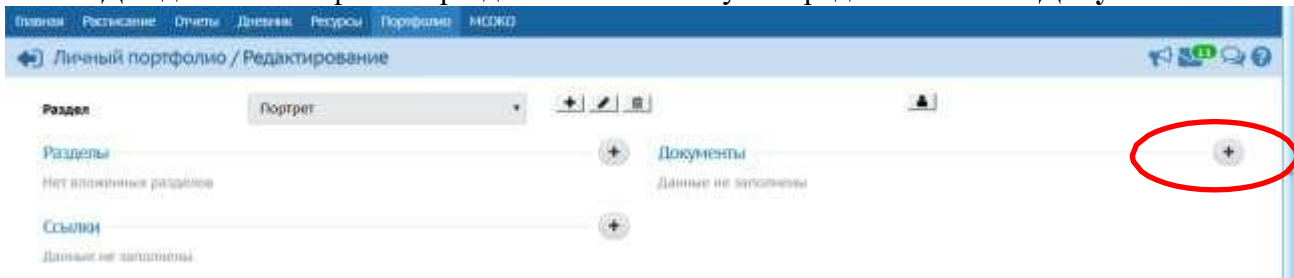 Главная Расписание Отчеты Дневник Ресурсы Портфолио МСОКО
Личный портфолио / Редактирование
Раздел Портрет
Разделы
Нет вложенных разделов
Документы
Данные не заполнены
Ссылки
Данные не заполнены